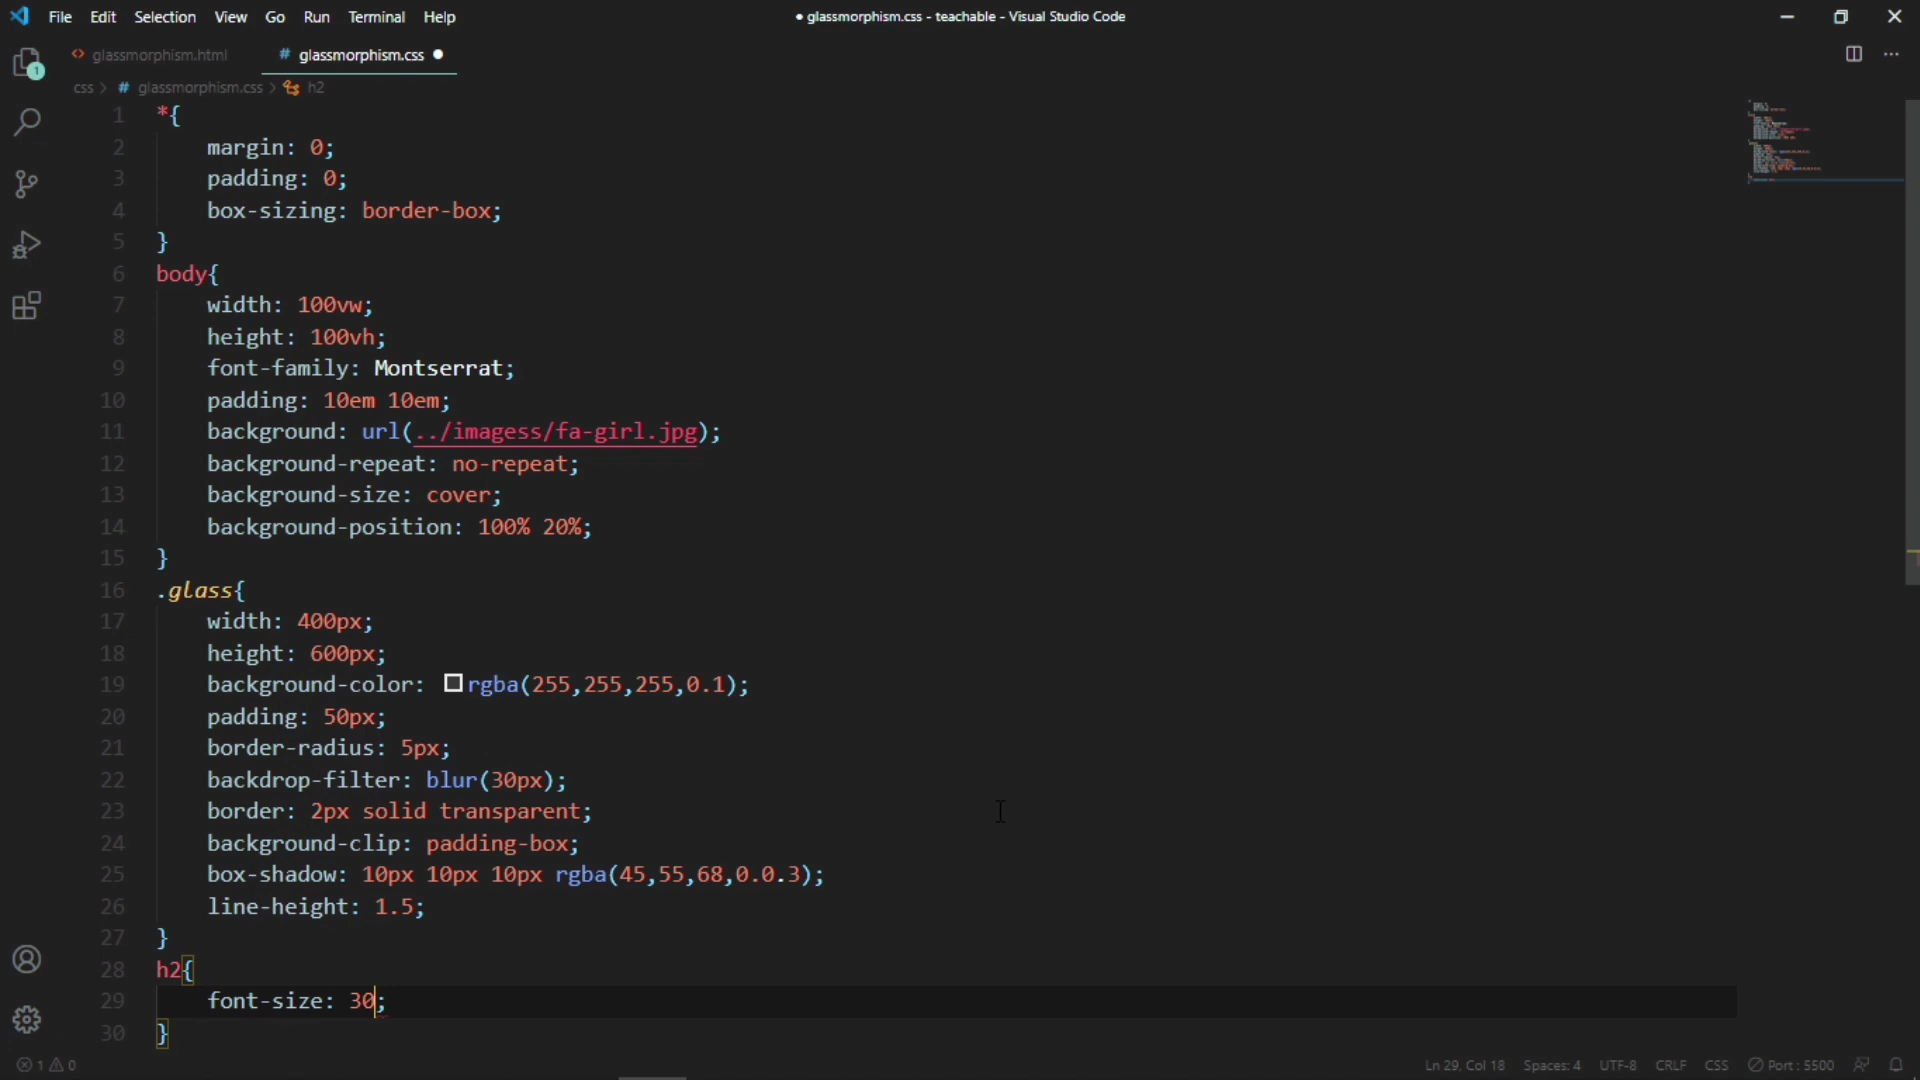 File Edit Selection View Go Run Terminal Help
● glassmorphism.css - teachable - Visual Studio Code
<> glassmorphism.html
# glassmorphism.css ●
1
css > # glassmorphism.css > h2
1 *{
2 margin: 0;
3 padding: 0;
4 box-sizing: border-box;
5 }
6 body{
7 width: 100vw;
8 height: 100vh;
9 font-family: Montserrat;
10 padding: 10em 10em;
11 background: url(../imagess/fa-girl.jpg);
12 background-repeat: no-repeat;
13 background-size: cover;
14 background-position: 100% 20%;
15 }
16 .glass{
17 width: 400px;
18 height: 600px;
19 background-color: rgba(255,255,255,0.1);
20 padding: 50px;
21 border-radius: 5px;
22 backdrop-filter: blur(30px);
23 border: 2px solid transparent;
24 background-clip: padding-box;
25 box-shadow: 10px 10px 10px rgba(45,55,68,0.0.3);
26 line-height: 1.5;
27 }
28 h2{
29 font-size: 30;
30 }
1 0
Ln 29, Col 18 Spaces: 4 UTF-8 CRLF CSS Port : 5500